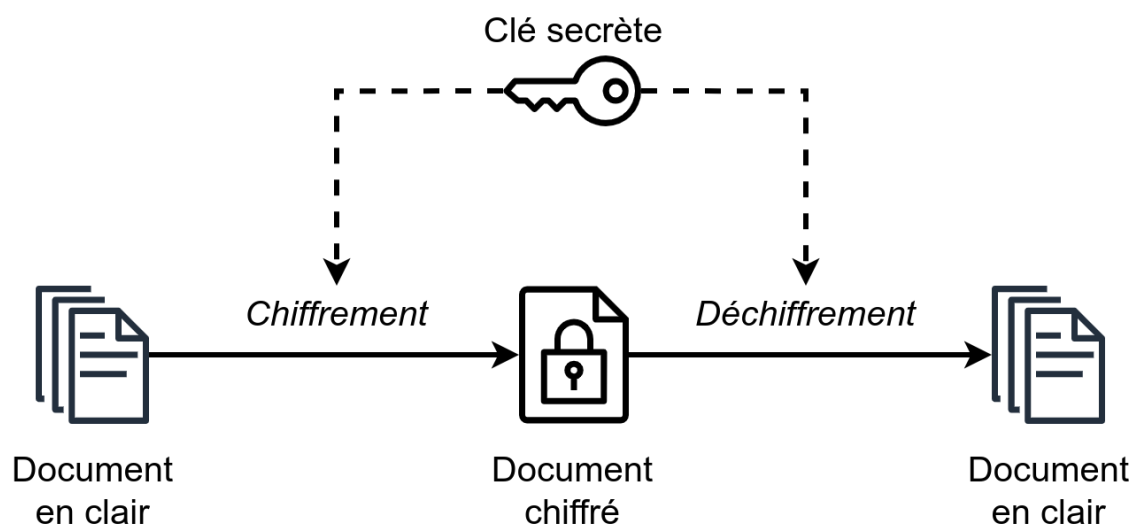 Clé secrète
Chiffrement
Déchiffrement
Document
en clair
Document
chiffré
Document
en clair